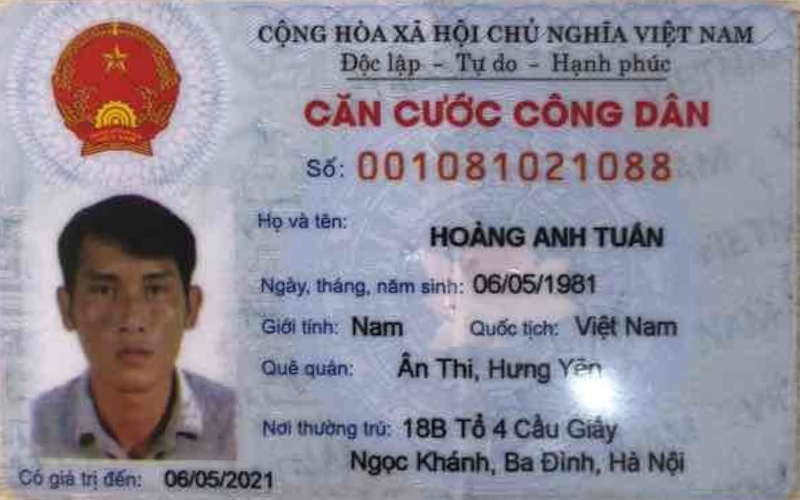 CỘNG HÒA XÃ HỘI CHỦ NGHĨA VIỆT NAM
Độc lập - Tự do - Hạnh phúc
CĂN CƯỚC CÔNG DÂN
Số: 001081021088
Họ và tên:
HOÀNG ANH TUẤN
Ngày, tháng, năm sinh: 06/05/1981
Giới tính: Nam Quốc tịch: Việt Nam
Quê quán: Ân Thi, Hưng Yên
Nơi thường trú: 18B Tổ 4 Cầu Giấy
Ngọc Khánh, Ba Đình, Hà Nội
Có giá trị đến: 06/05/2021